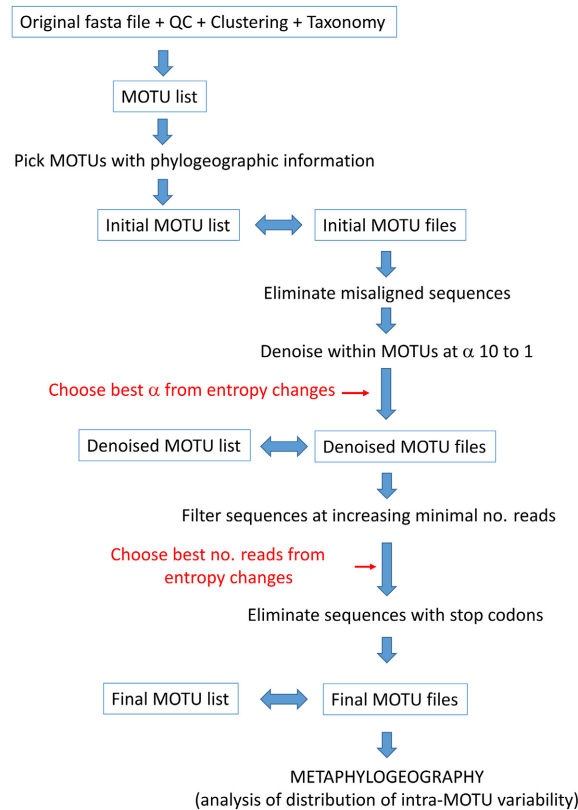 Original fasta file + QC + Clustering + Taxonomy
MOTU list
Pick MOTUs with phylogeographic information
Initial MOTU list
Initial MOTU files
Eliminate misaligned sequences
Denoise within MOTUs at α 10 to 1
Choose best α from entropy changes
Denoised MOTU list
Denoised MOTU files
Filter sequences at increasing minimal no. reads
Choose best no. reads from
entropy changes
Eliminate sequences with stop codons
Final MOTU list
Final MOTU files
METAPHYLOGEOGRAPHY
(analysis of distribution of intra-MOTU variability)